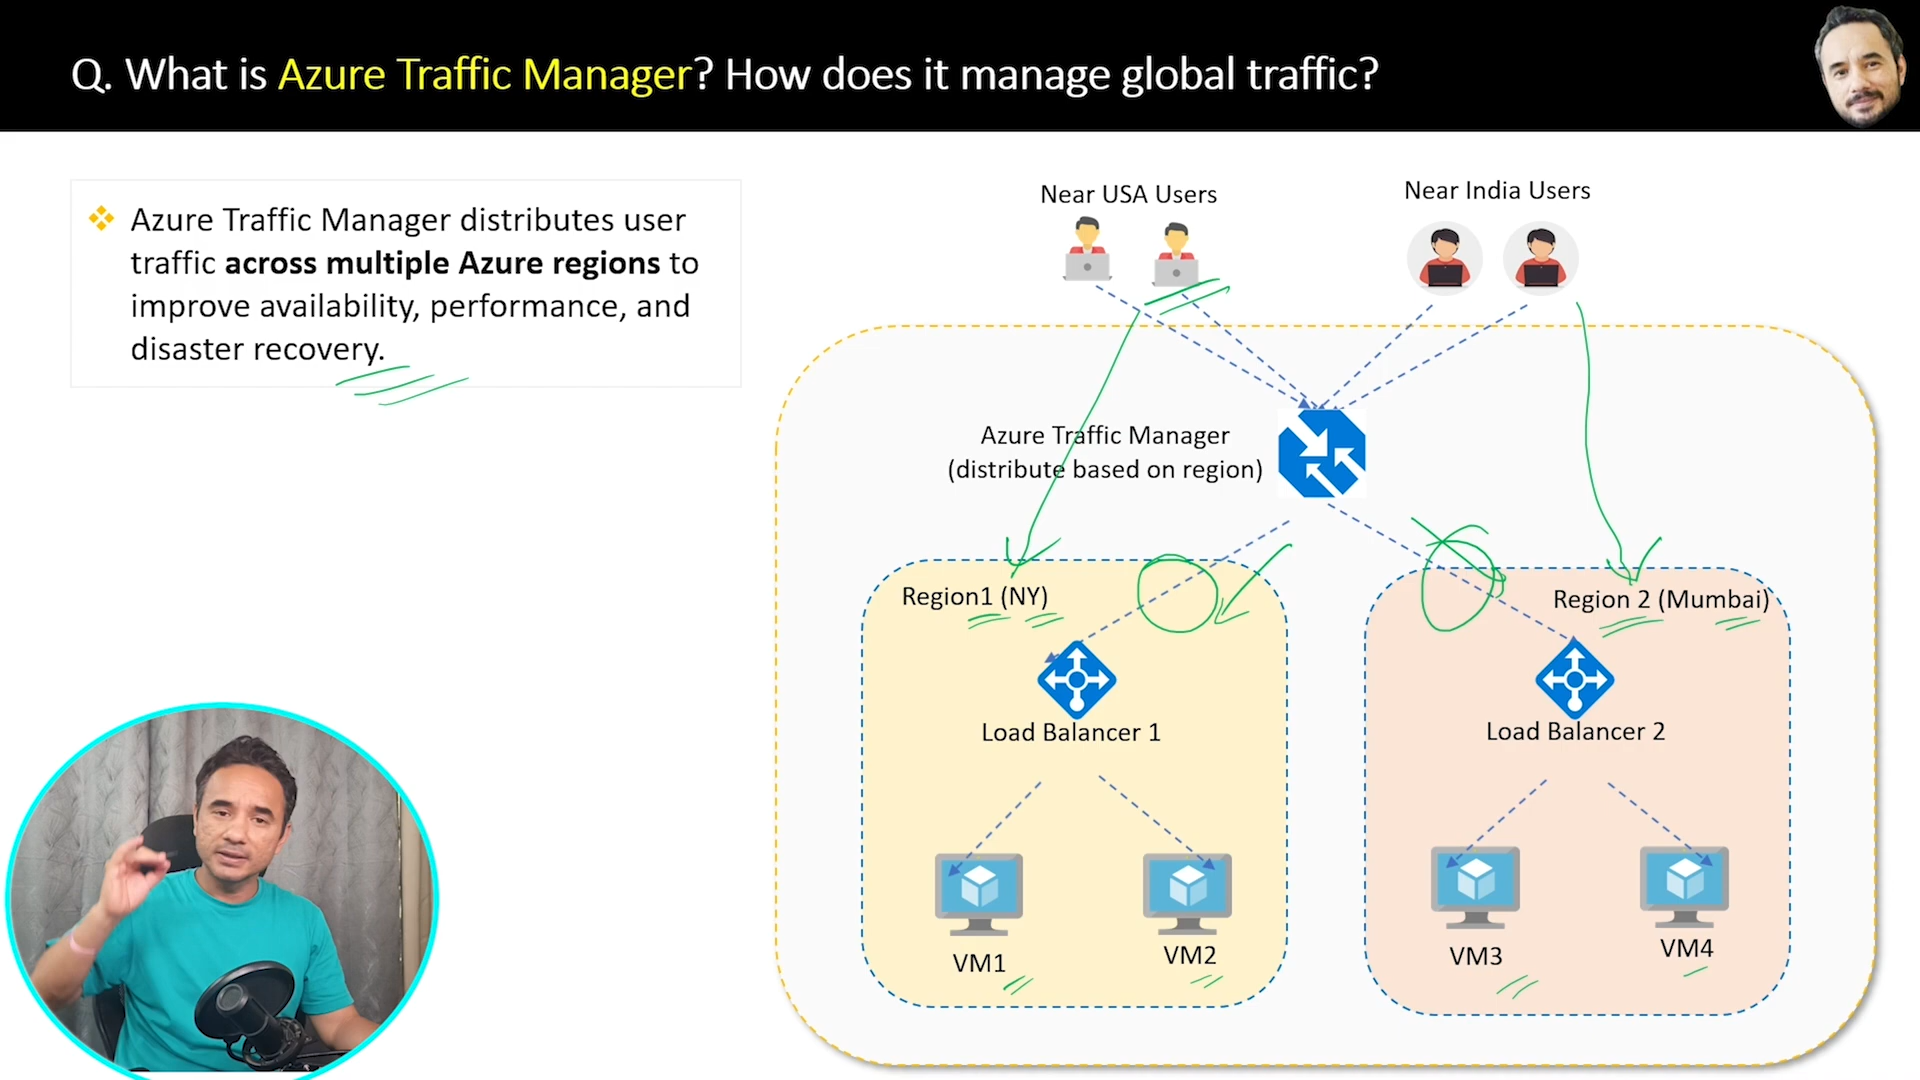 Q. What is Azure Traffic Manager? How does it manage global traffic?
Azure Traffic Manager distributes user
traffic across multiple Azure regions to
improve availability, performance, and
disaster recovery.
Near USA Users
Near India Users
Azure Traffic Manager
(distribute based on region)
Region1 (NY)
Region 2 (Mumbai)
Load Balancer 1
Load Balancer 2
VM1
VM2
VM3
VM4